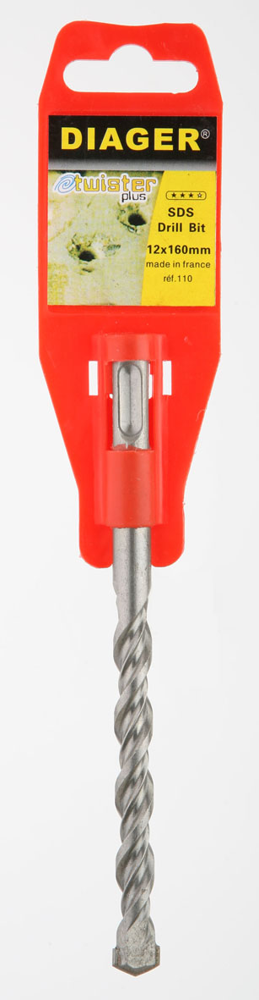 DIAGER®
twister
plus
★★★☆
SDS
Drill Bit
12x160mm
made in france
réf.110